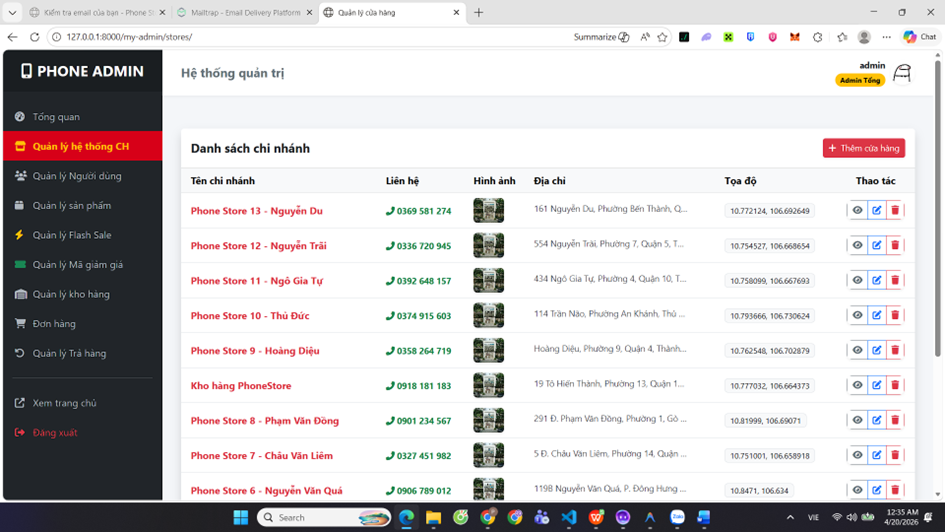 Kiểm tra email của bạn - Phone S
Mailtrap - Email Delivery Platform
Quản lý cửa hàng
127.0.0.1:8000/my-admin/stores/
Summarize
Chat
PHONE ADMIN
Hệ thống quản trị
admin
Admin Tổng
Tổng quan
Quản lý hệ thống CH
Quản lý Người dùng
Quản lý sản phẩm
Quản lý Flash Sale
Quản lý Mã giảm giá
Quản lý kho hàng
Đơn hàng
Quản lý Trả hàng
Xem trang chủ
Đăng xuất
Danh sách chi nhánh
Thêm cửa hàng
Tên chi nhánh Liên hệ Hình ảnh Địa chỉ Tọa độ Thao tác
Phone Store 13 - Nguyễn Du 0369 581 274 161 Nguyễn Du, Phường Bến Thành, Q... 10.772124, 106.692649
Phone Store 12 - Nguyễn Trãi 0336 720 945 554 Nguyễn Trãi, Phường 7, Quận 5, T... 10.754527, 106.668654
Phone Store 11 - Ngô Gia Tự 0392 648 157 434 Ngô Gia Tự, Phường 4, Quận 10, T... 10.758099, 106.667693
Phone Store 10 - Thủ Đức 0374 915 603 114 Trần Não, Phường An Khánh, Thủ ... 10.793666, 106.730624
Phone Store 9 - Hoàng Diệu 0358 264 719 Hoàng Diệu, Phường 9, Quận 4, Thành... 10.762548, 106.702879
Kho hàng PhoneStore 0918 181 183 19 Tô Hiến Thành, Phường 13, Quận 1... 10.777032, 106.664373
Phone Store 8 - Phạm Văn Đồng 0901 234 567 291 Đ. Phạm Văn Đồng, Phường 1, Gò ... 10.81999, 106.69071
Phone Store 7 - Châu Văn Liêm 0327 451 982 5 Đ. Châu Văn Liêm, Phường 14, Quận ... 10.751001, 106.658918
Phone Store 6 - Nguyễn Văn Quá 0906 789 012 119B Nguyễn Văn Quá, P. Đông Hưng ... 10.8471, 106.634
Search
VIE
12:35 AM
4/20/2026